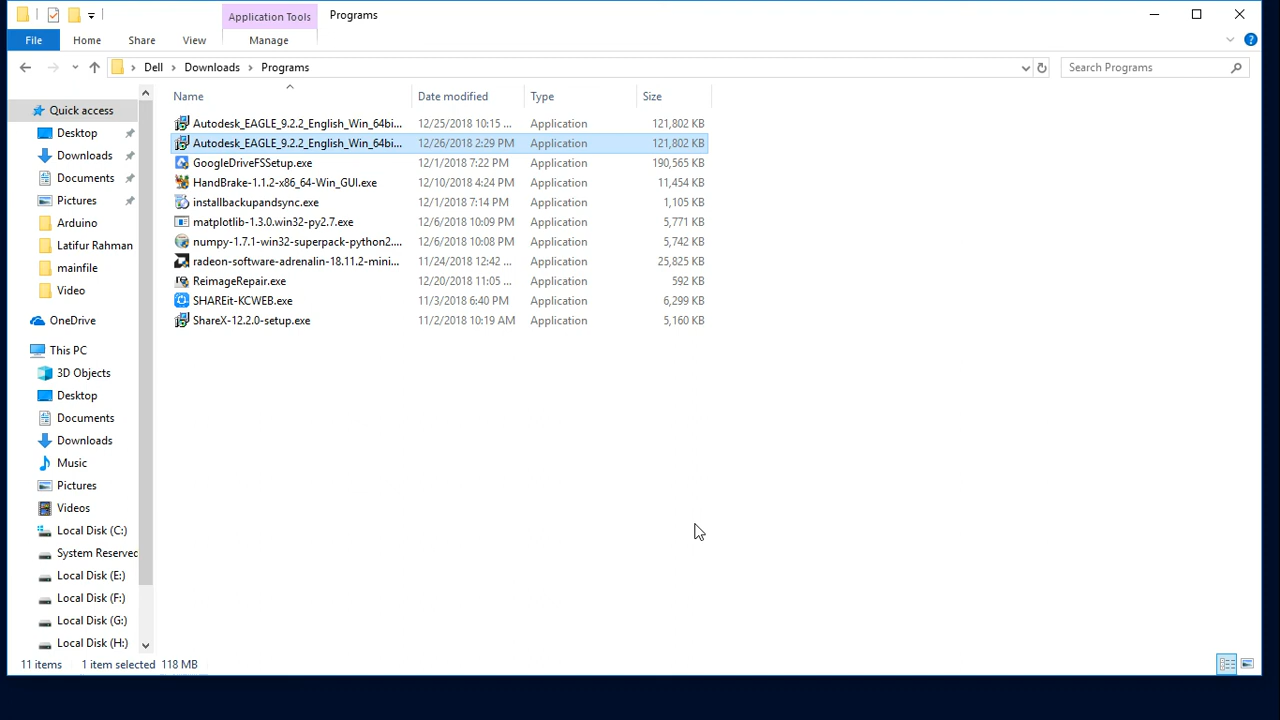 Application Tools
Programs
File
Home
Share
View
Manage
Dell
Downloads
Programs
Search Programs
Name
Date modified
Type
Size
Quick access
Desktop
Downloads
Documents
Pictures
Arduino
Latifur Rahman
mainfile
Video
OneDrive
This PC
3D Objects
Desktop
Documents
Downloads
Music
Pictures
Videos
Local Disk (C:)
System Reserved
Local Disk (E:)
Local Disk (F:)
Local Disk (G:)
Local Disk (H:)
Autodesk_EAGLE_9.2.2_English_Win_64bi... 12/25/2018 10:15 ... Application 121,802 KB
Autodesk_EAGLE_9.2.2_English_Win_64bi... 12/26/2018 2:29 PM Application 121,802 KB
GoogleDriveFSSetup.exe 12/1/2018 7:22 PM Application 190,565 KB
HandBrake-1.1.2-x86_64-Win_GUI.exe 12/10/2018 4:24 PM Application 11,454 KB
installbackupandsync.exe 12/1/2018 7:14 PM Application 1,105 KB
matplotlib-1.3.0.win32-py2.7.exe 12/6/2018 10:09 PM Application 5,771 KB
numpy-1.7.1-win32-superpack-python2.... 12/6/2018 10:08 PM Application 5,742 KB
radeon-software-adrenalin-18.11.2-mini... 11/24/2018 12:42 ... Application 25,825 KB
ReimageRepair.exe 12/20/2018 11:05 ... Application 592 KB
SHAREit-KCWEB.exe 11/3/2018 6:40 PM Application 6,299 KB
ShareX-12.2.0-setup.exe 11/2/2018 10:19 AM Application 5,160 KB
11 items 1 item selected 118 MB